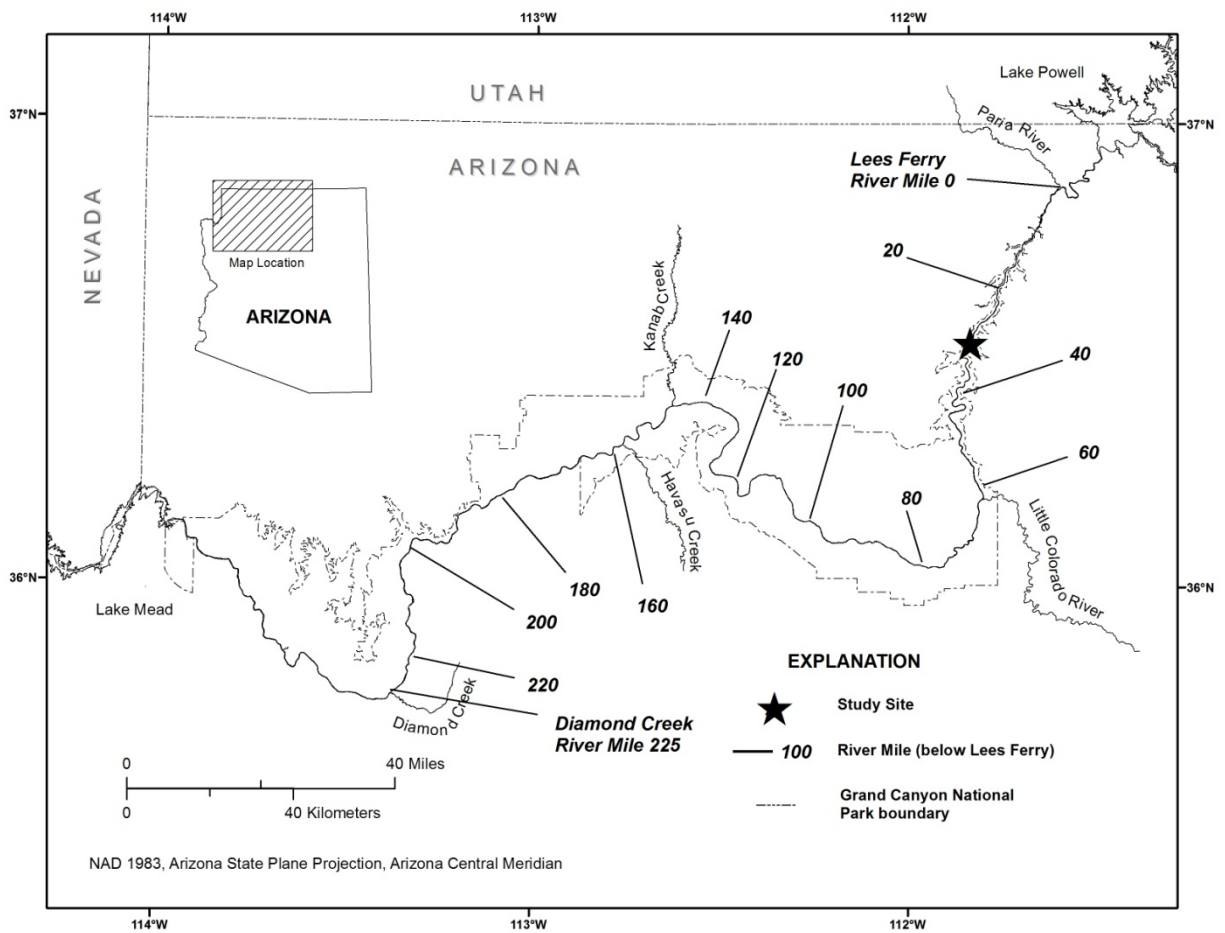 114°W
113°W
112°W
Lake Powell
UTAH
37°N
37°N
Paria River
ARIZONA
Lees Ferry
River Mile 0
NEVADA
20
Map Location
Kanab Creek
ARIZONA
140
40
120
100
60
80
Havasu Creek
Little Colorado River
36°N
36°N
180
160
Lake Mead
200
EXPLANATION
220
Study Site
Diamond Creek
Diamond Creek
River Mile 225
100
River Mile (below Lees Ferry)
0
40 Miles
Grand Canyon National
Park boundary
0
40 Kilometers
NAD 1983, Arizona State Plane Projection, Arizona Central Meridian
114°W
113°W
112°W